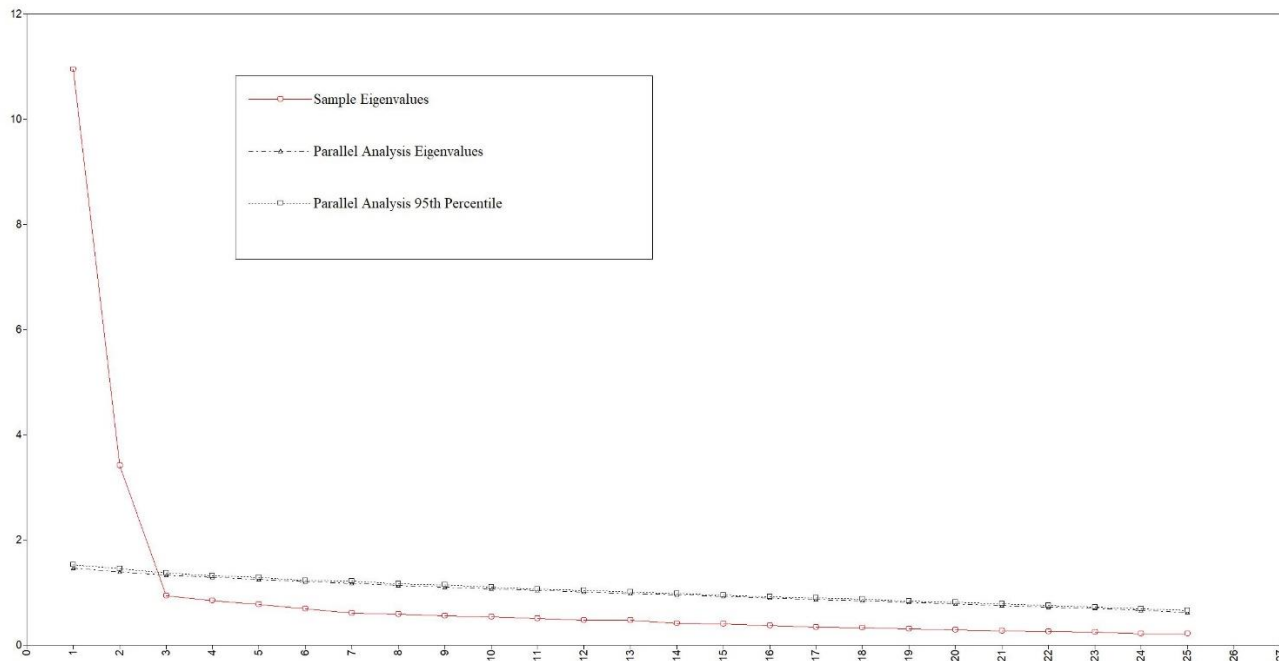 12
10
8
6
4
2
0
Sample Eigenvalues
Parallel Analysis Eigenvalues
Parallel Analysis 95th Percentile
0 1 2 3 4 5 6 7 8 9 10 11 12 13 14 15 16 17 18 19 20 21 22 23 24 25 26 27